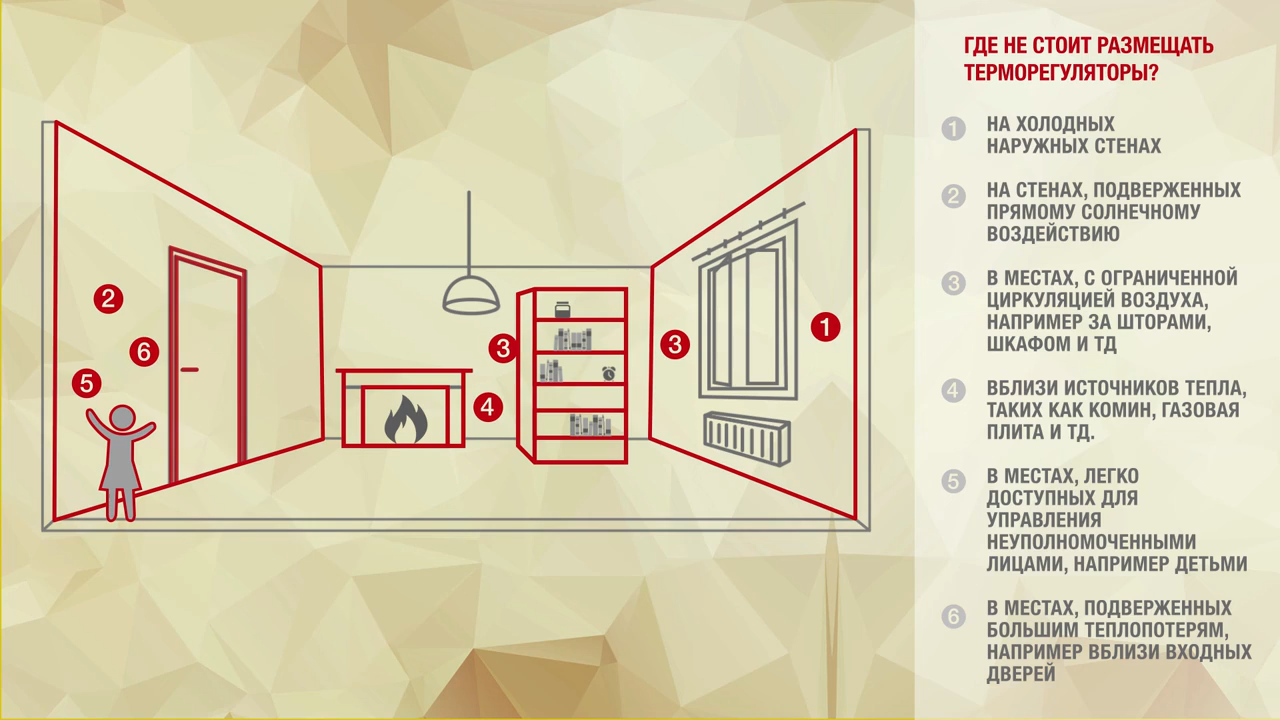 ГДЕ НЕ СТОИТ РАЗМЕЩАТЬ
ТЕРМОРЕГУЛЯТОРЫ?
1 НА ХОЛОДНЫХ
НАРУЖНЫХ СТЕНАХ
2 НА СТЕНАХ, ПОДВЕРЖЕННЫХ
ПРЯМОМУ СОЛНЕЧНОМУ
ВОЗДЕЙСТВИЮ
3 В МЕСТАХ, С ОГРАНИЧЕННОЙ
ЦИРКУЛЯЦИЕЙ ВОЗДУХА,
НАПРИМЕР ЗА ШТОРАМИ,
ШКАФОМ И ТД
4 ВБЛИЗИ ИСТОЧНИКОВ ТЕПЛА,
ТАКИХ КАК КОМИН, ГАЗОВАЯ
ПЛИТА И ТД.
5 В МЕСТАХ, ЛЕГКО
ДОСТУПНЫХ ДЛЯ
УПРАВЛЕНИЯ
НЕУПОЛНОМОЧЕННЫМИ
ЛИЦАМИ, НАПРИМЕР ДЕТЬМИ
6 В МЕСТАХ, ПОДВЕРЖЕННЫХ
БОЛЬШИМ ТЕПЛОПОТЕРЯМ,
НАПРИМЕР ВБЛИЗИ ВХОДНЫХ
ДВЕРЕЙ
2
6
5
3
4
3
1